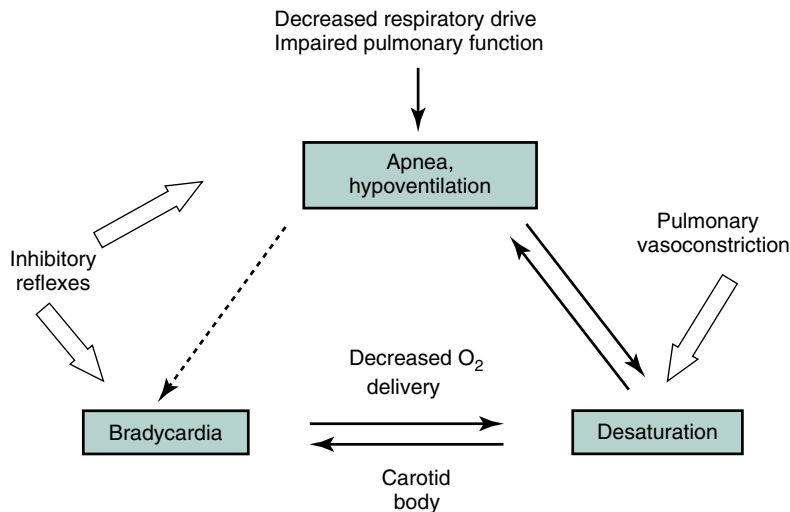 Decreased respiratory drive
Impaired pulmonary function
Apnea,
hypoventilation
Pulmonary
vasoconstriction
Inhibitory
reflexes
Decreased O₂
delivery
Bradycardia
Desaturation
Carotid
body